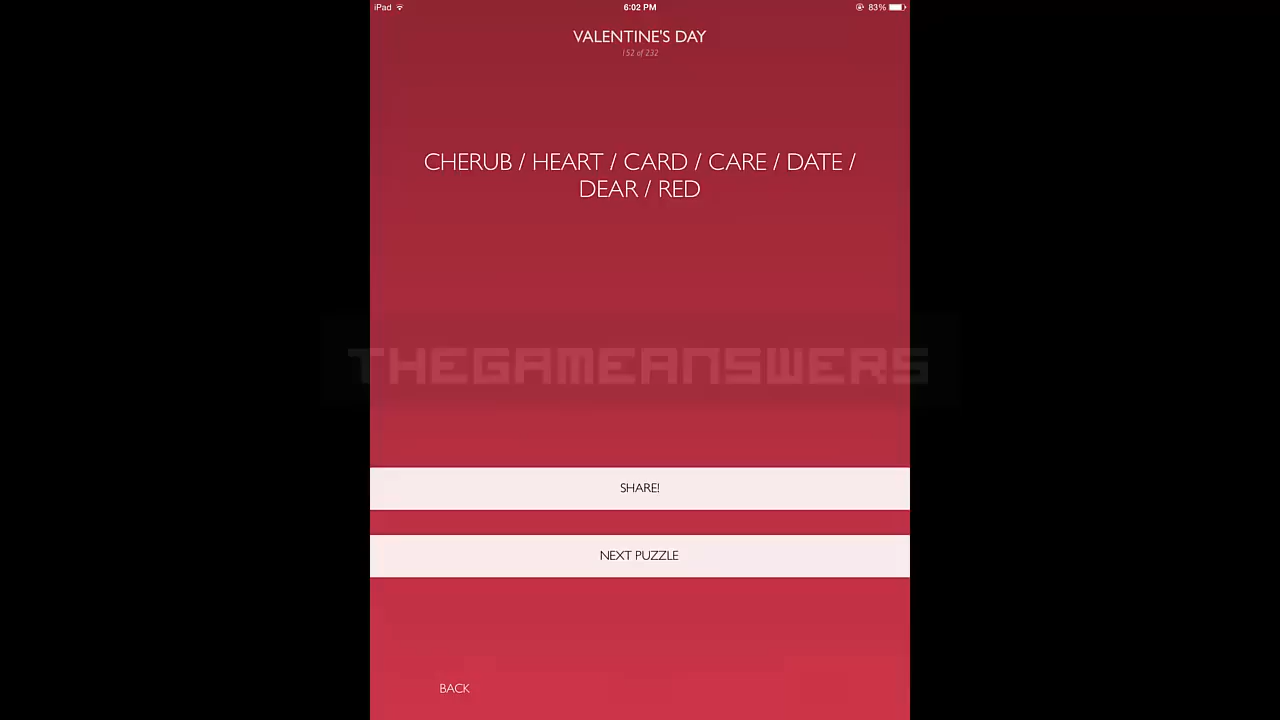 iPad 6:02 PM 83%
VALENTINE'S DAY
152 of 232
CHERUB / HEART / CARD / CARE / DATE /
DEAR / RED
THEGAMEANSWERS
SHARE!
NEXT PUZZLE
BACK